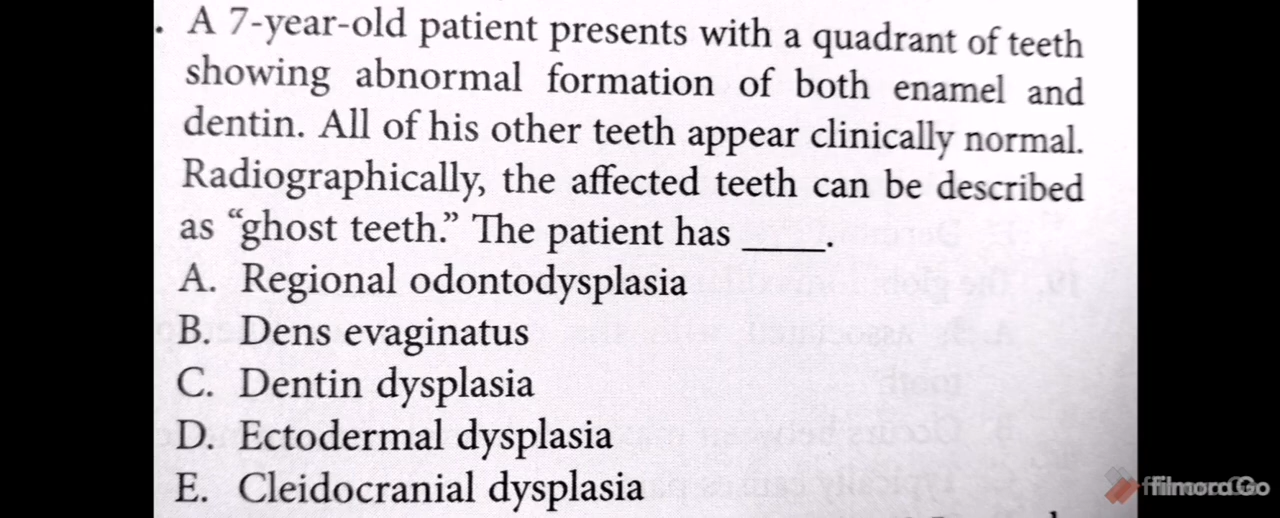 . A 7-year-old patient presents with a quadrant of teeth
showing abnormal formation of both enamel and
dentin. All of his other teeth appear clinically normal.
Radiographically, the affected teeth can be described
as “ghost teeth.” The patient has ____.
A. Regional odontodysplasia
B. Dens evaginatus
C. Dentin dysplasia
D. Ectodermal dysplasia
E. Cleidocranial dysplasia